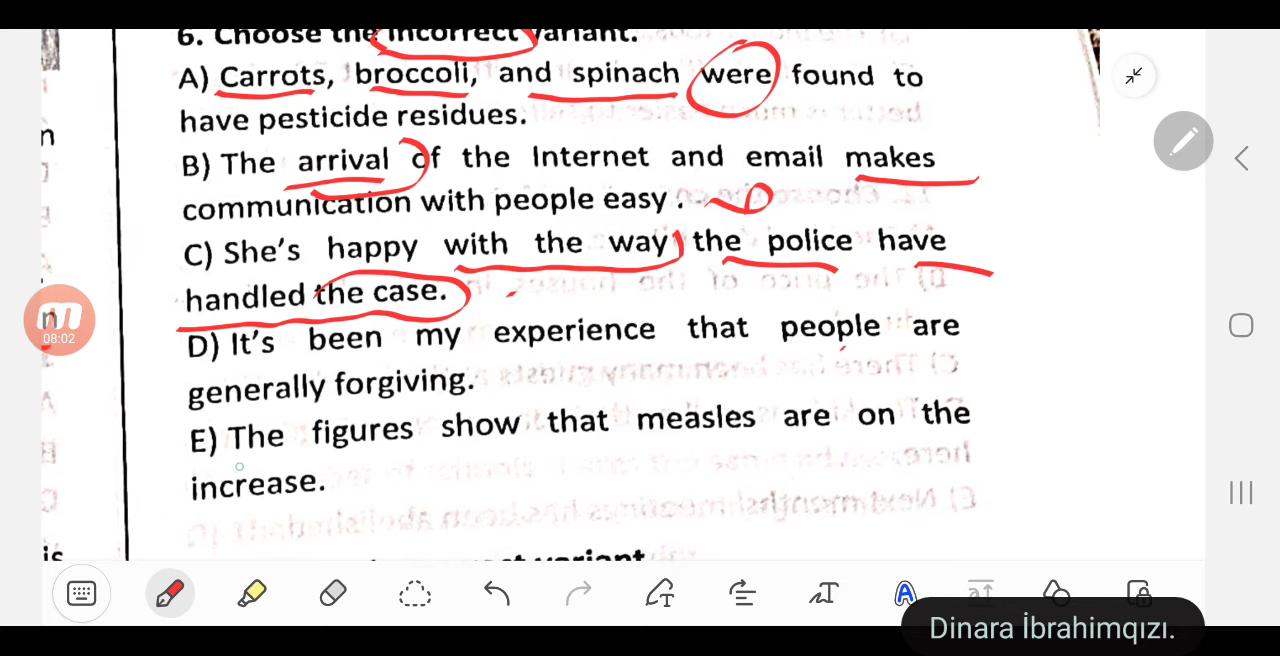 6. Choose the incorrect variant.
A) Carrots, broccoli, and spinach were found to
have pesticide residues.
B) The arrival of the Internet and email makes
communication with people easy .
C) She's happy with the way the police have
handled the case.
D) It's been my experience that people are
generally forgiving.
E) The figures show that measles are on the
increase.
variant
n
n
is
08:02
Dinara İbrahimqızı.